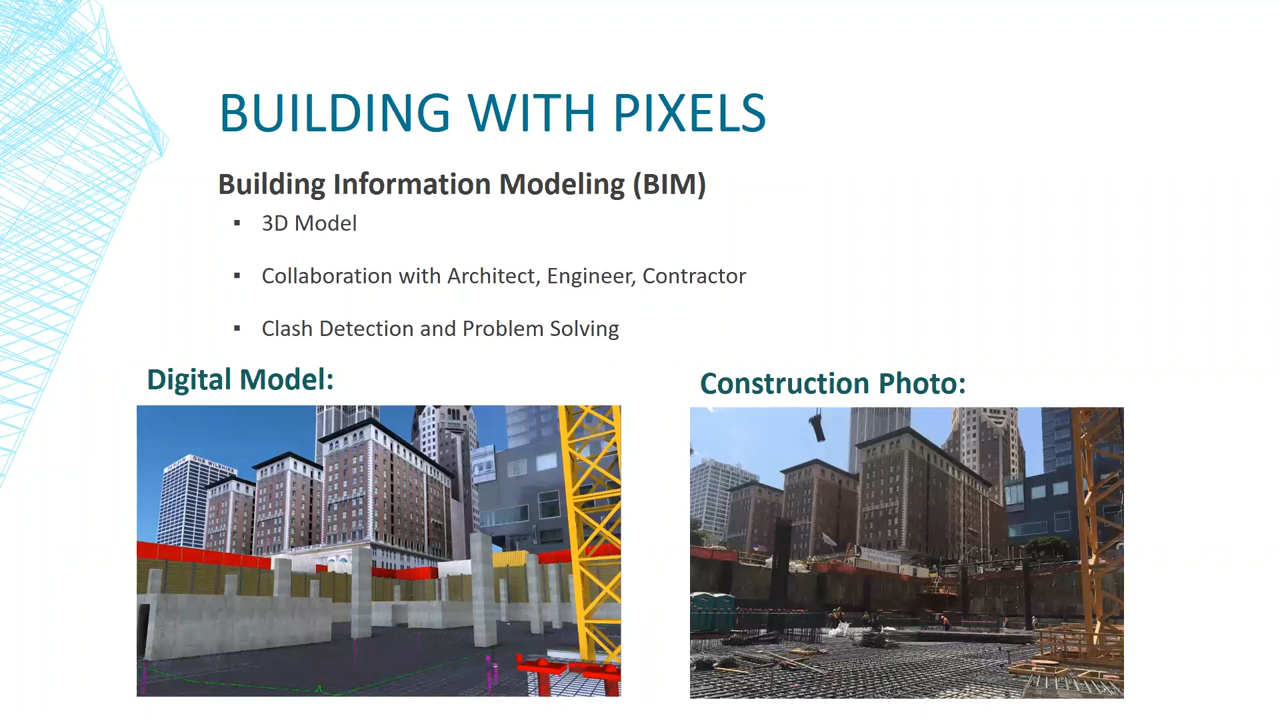 BUILDING WITH PIXELS
Building Information Modeling (BIM)
▪ 3D Model
▪ Collaboration with Architect, Engineer, Contractor
▪ Clash Detection and Problem Solving
Digital Model:
Construction Photo: